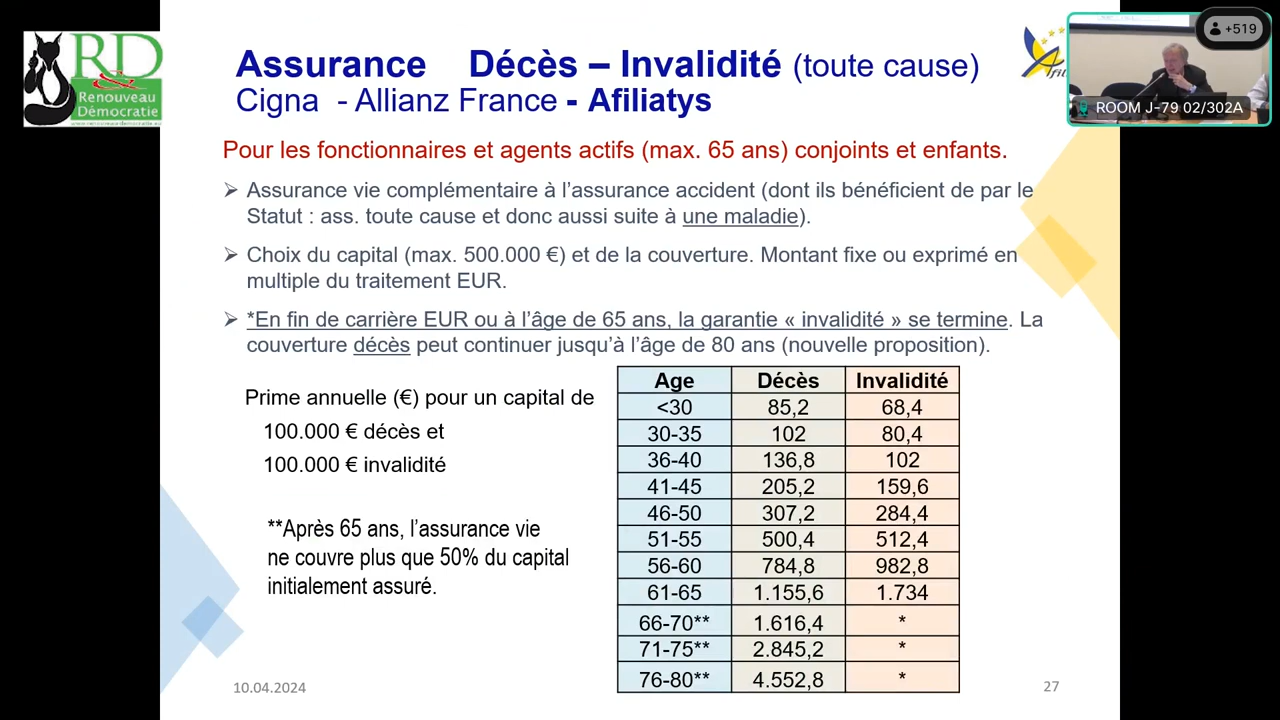 RD
Renouveau
Démocratie
www.renouveau-democratie.eu
Assurance Décès – Invalidité (toute cause)
Cigna - Allianz France - Afiliatys
+519
ROOM J-79 02/302A
Pour les fonctionnaires et agents actifs (max. 65 ans) conjoints et enfants.
➢ Assurance vie complémentaire à l’assurance accident (dont ils bénéficient de par le
Statut : ass. toute cause et donc aussi suite à une maladie).
➢ Choix du capital (max. 500.000 €) et de la couverture. Montant fixe ou exprimé en
multiple du traitement EUR.
➢ *En fin de carrière EUR ou à l’âge de 65 ans, la garantie « invalidité » se termine. La
couverture décès peut continuer jusqu’à l’âge de 80 ans (nouvelle proposition).
Prime annuelle (€) pour un capital de
100.000 € décès et
100.000 € invalidité
**Après 65 ans, l’assurance vie
ne couvre plus que 50% du capital
initialement assuré.
Age Décès Invalidité
<30 85,2 68,4
30-35 102 80,4
36-40 136,8 102
41-45 205,2 159,6
46-50 307,2 284,4
51-55 500,4 512,4
56-60 784,8 982,8
61-65 1.155,6 1.734
66-70** 1.616,4 *
71-75** 2.845,2 *
76-80** 4.552,8 *
10.04.2024
27